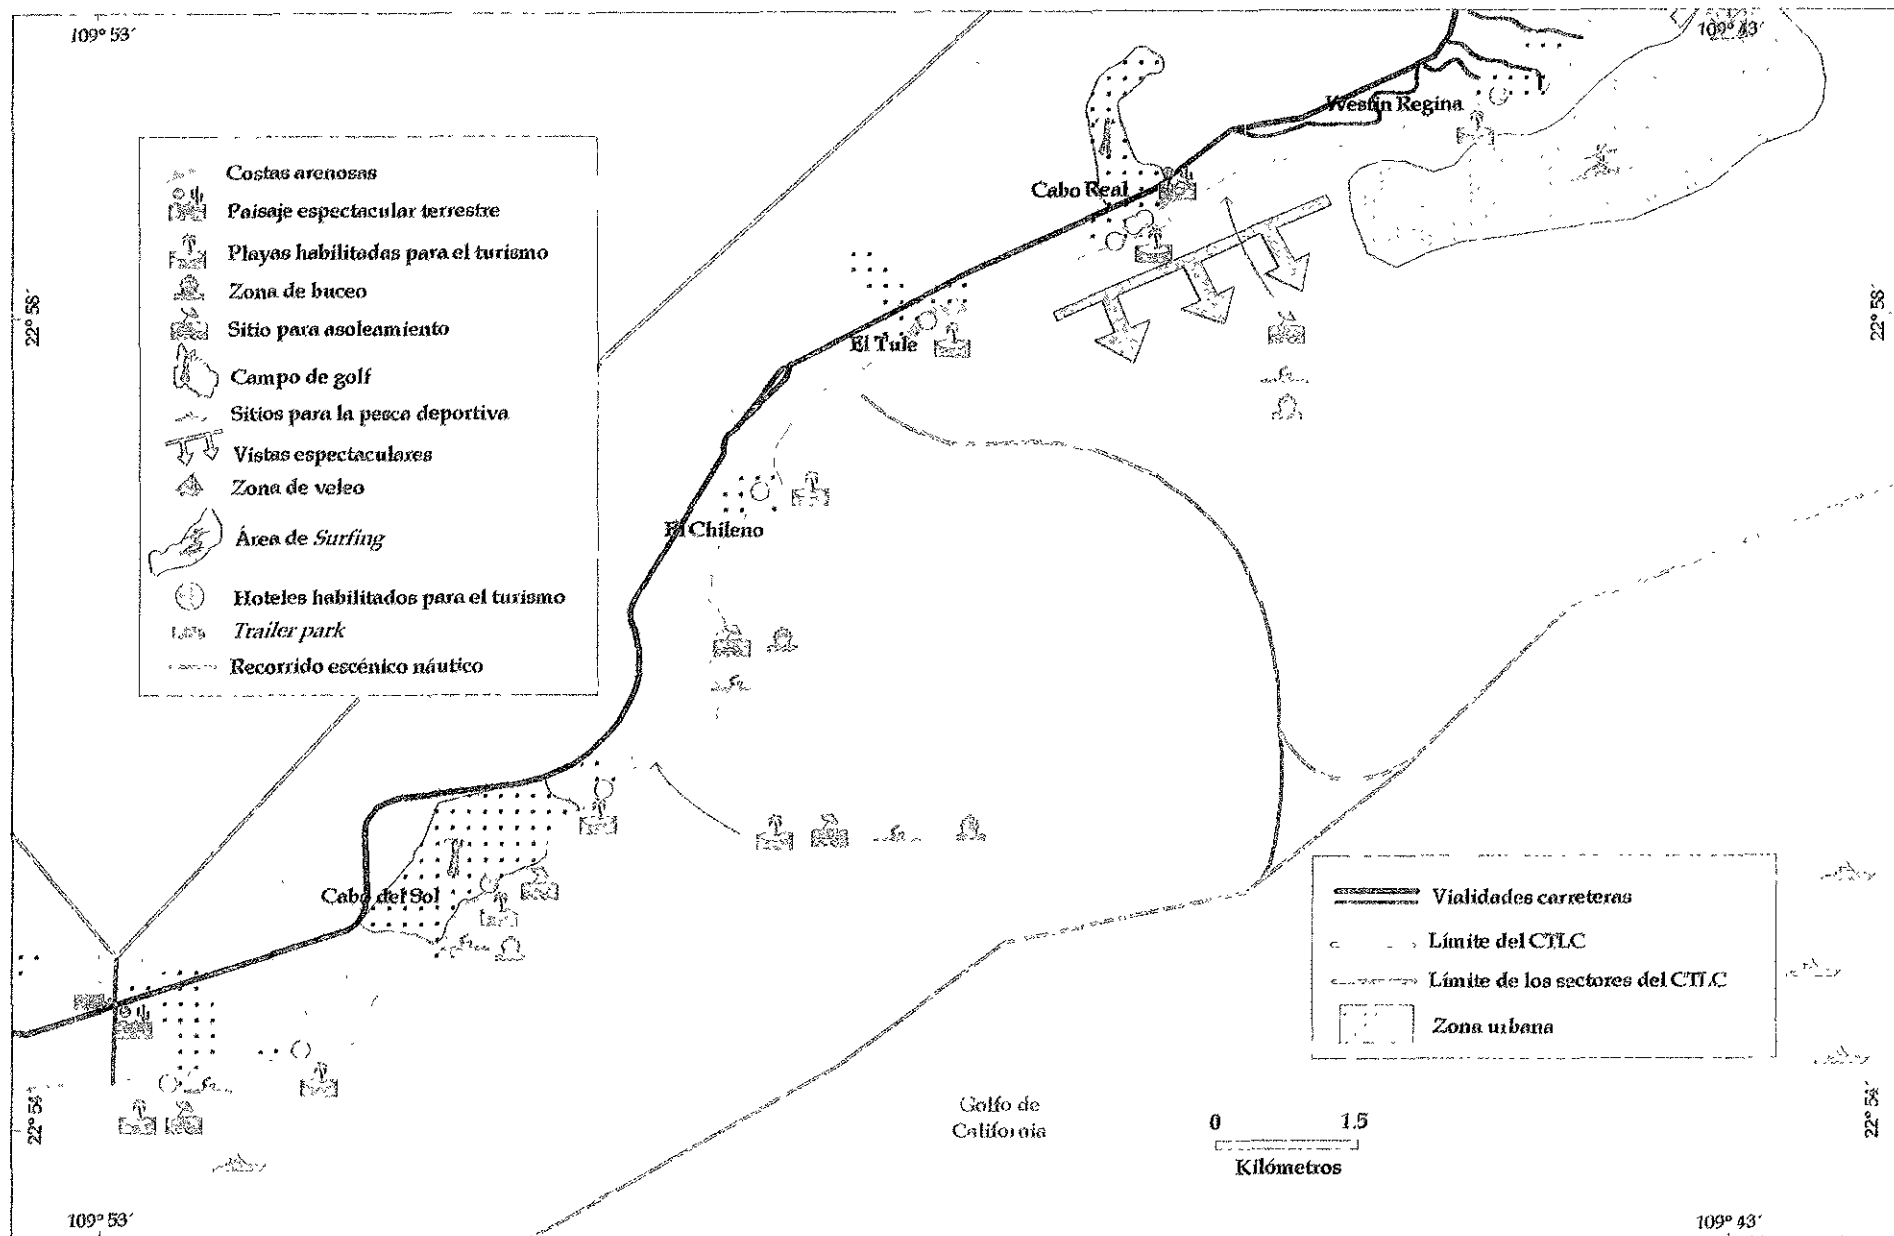 109° 53´
109° 43´
Westin Regina
Costas arenosas
Cabo Real
Paisaje espectacular terrestre
Playas habilitadas para el turismo
Zona de buceo
22° 58´
22° 58´
Sitio para asoleamiento
El Tule
Campo de golf
Sitios para la pesca deportiva
Vistas espectaculares
Zona de veleo
El Chileno
Área de Surfing
Hoteles habilitados para el turismo
Trailer park
Recorrido escénico náutico
Cabo del Sol
Vialidades carreteras
Límite del CTLC
Límite de los sectores del CTLC
Zona urbana
22° 54´
22° 54´
Golfo de
California
0 1.5
Kilómetros
109° 53´
109° 43´